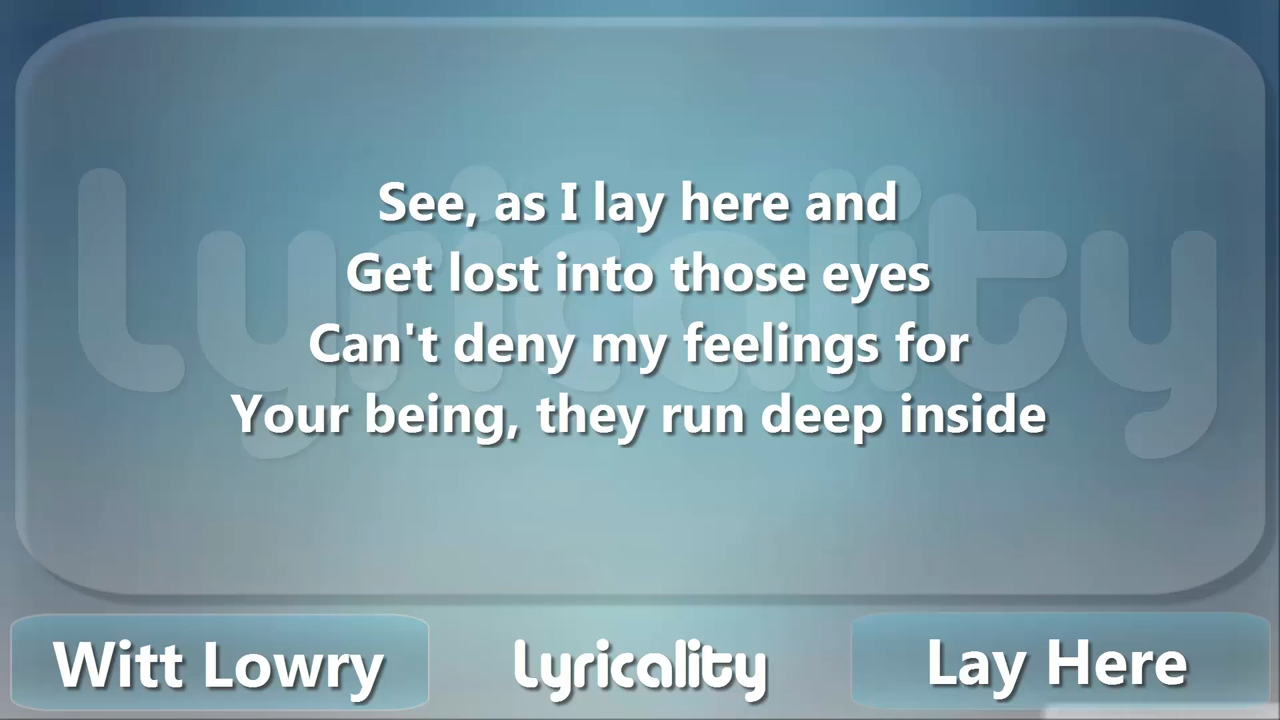 See, as I lay here and
Get lost into those eyes
Can't deny my feelings for
Your being, they run deep inside
lyricality
Witt Lowry
lyricality
Lay Here